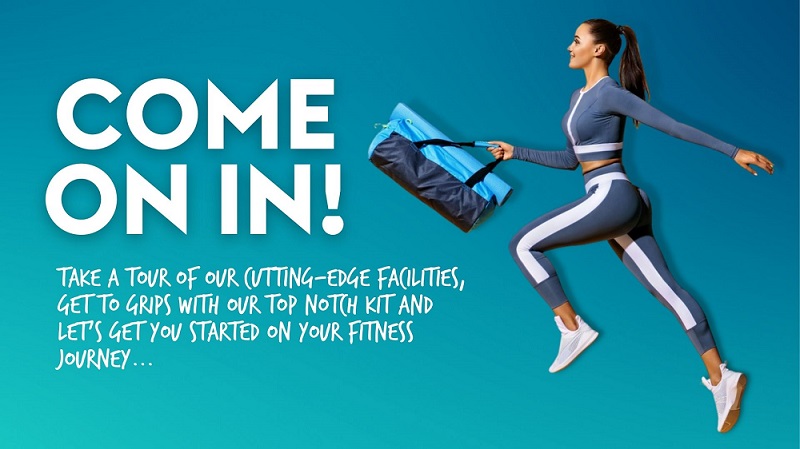 COME
ON IN!
TAKE A TOUR OF OUR CUTTING-EDGE FACILITIES,
GET TO GRIPS WITH OUR TOP NOTCH KIT AND
LET'S GET YOU STARTED ON YOUR FITNESS
JOURNEY...